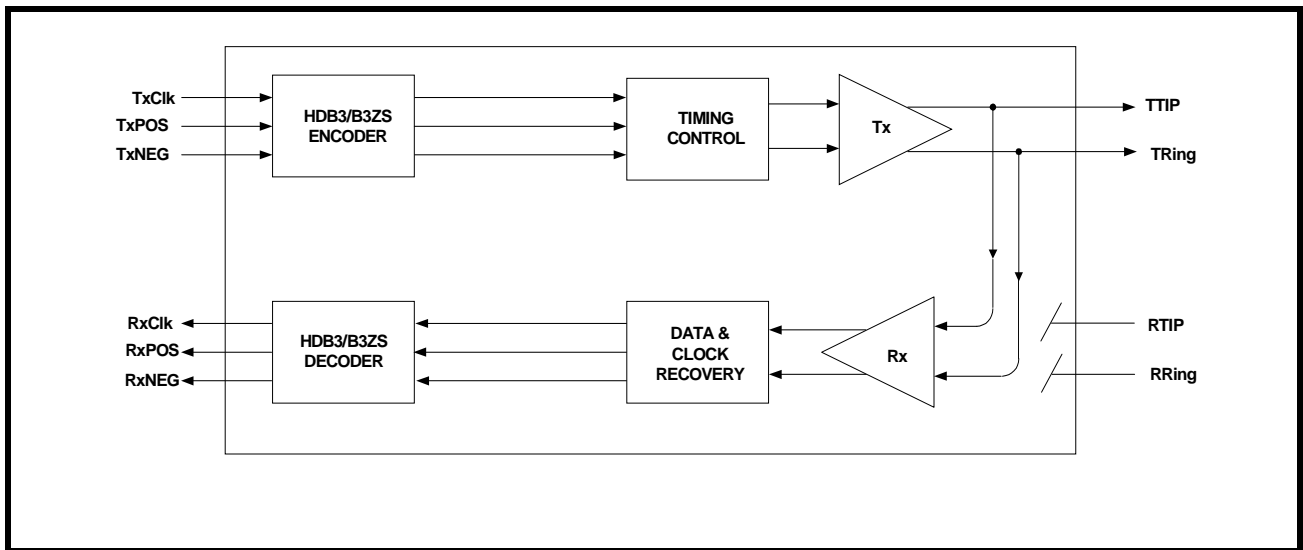 TxClk
TxPOS
TxNEG
HDB3/B3ZS
ENCODER
TIMING
CONTROL
Tx
TTIP
TRing
RxClk
RxPOS
RxNEG
HDB3/B3ZS
DECODER
DATA &
CLOCK
RECOVERY
Rx
RTIP
RRing